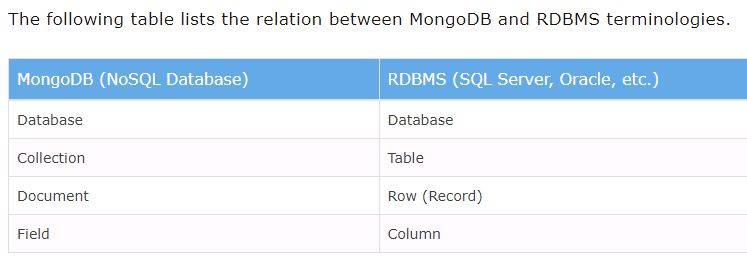 The following table lists the relation between MongoDB and RDBMS terminologies.
MongoDB (NoSQL Database) RDBMS (SQL Server, Oracle, etc.)
Database Database
Collection Table
Document Row (Record)
Field Column